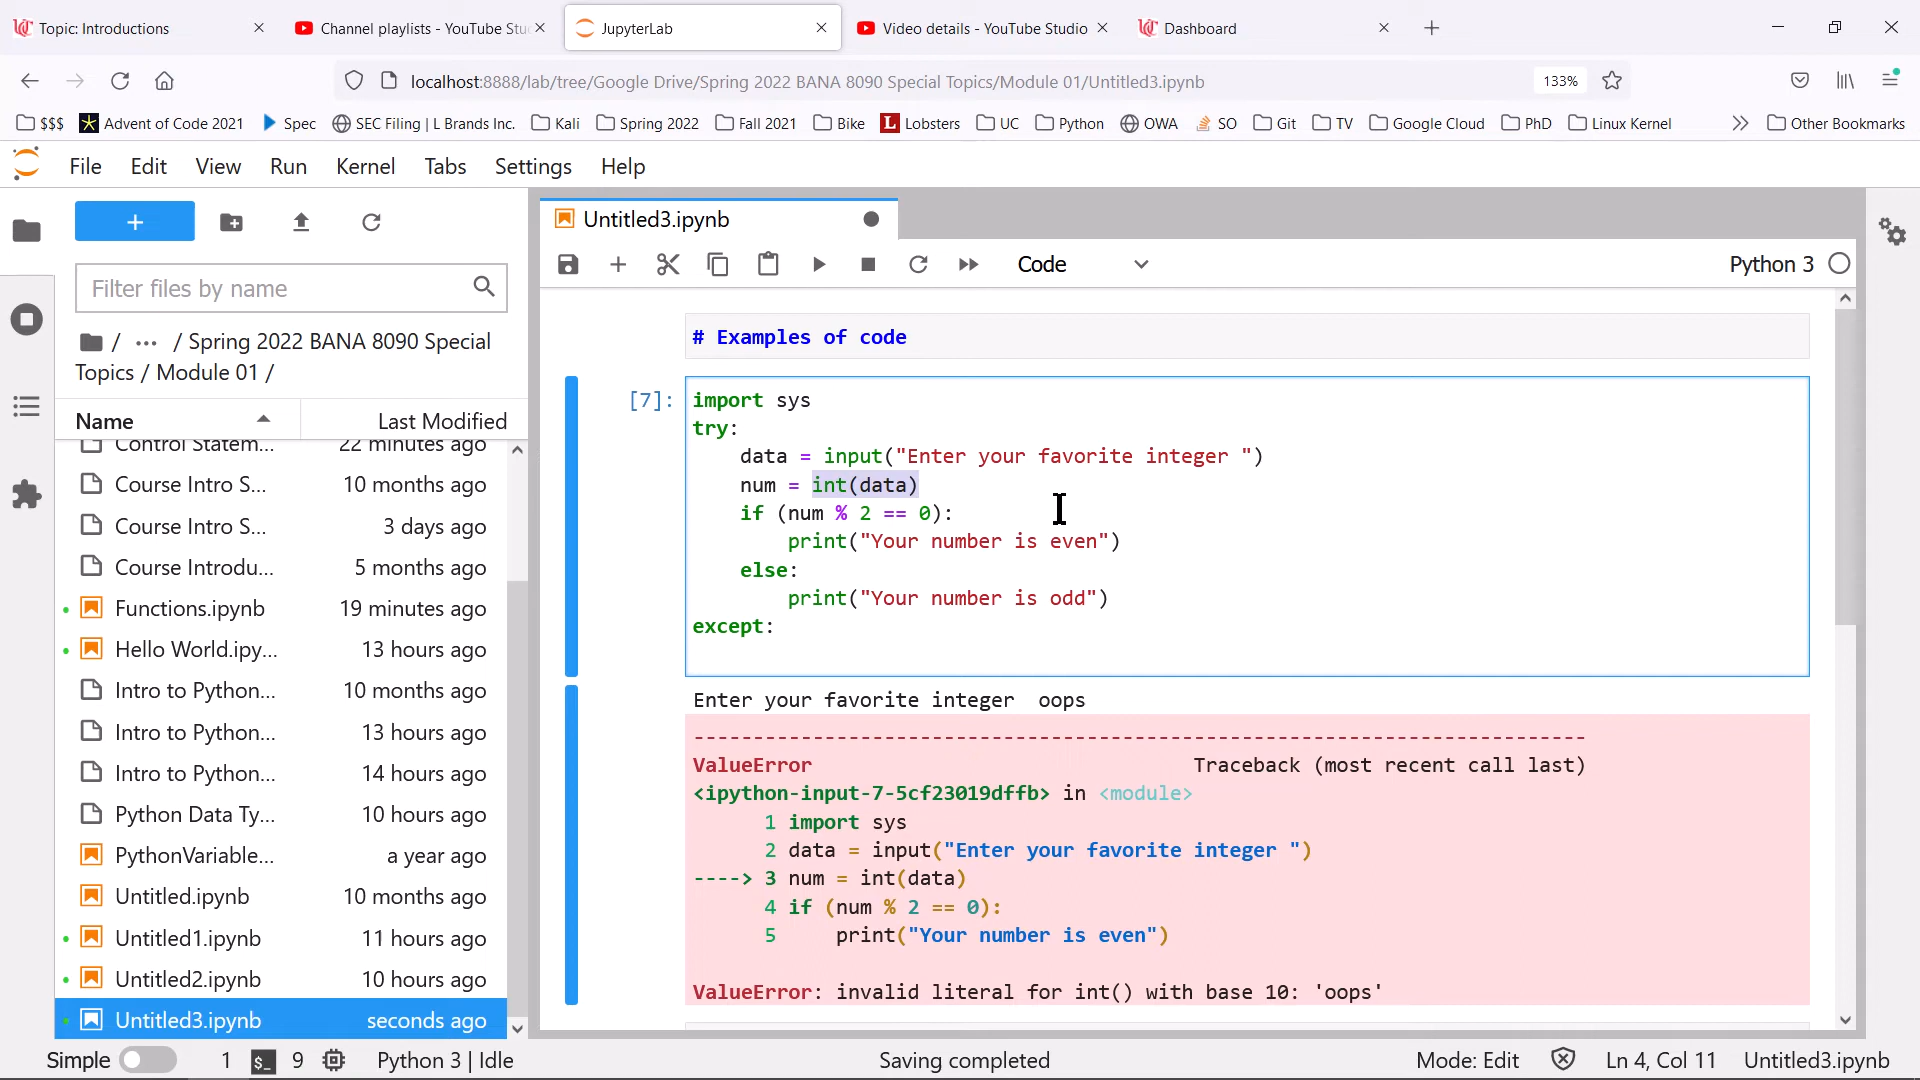 Topic: Introductions
Channel playlists - YouTube Stu
JupyterLab
Video details - YouTube Studio
Dashboard
localhost:8888/lab/tree/Google Drive/Spring 2022 BANA 8090 Special Topics/Module 01/Untitled3.ipynb
133%
$$$
Advent of Code 2021
Spec
SEC Filing | L Brands Inc.
Kali
Spring 2022
Fall 2021
Bike
Lobsters
UC
Python
OWA
SO
Git
TV
Google Cloud
PhD
Linux Kernel
Other Bookmarks
File Edit View Run Kernel Tabs Settings Help
Untitled3.ipynb
Code
Python 3
Filter files by name
/ ··· / Spring 2022 BANA 8090 Special
Topics / Module 01 /
Name Last Modified
Control Statem... 22 minutes ago
Course Intro S... 10 months ago
Course Intro S... 3 days ago
Course Introdu... 5 months ago
Functions.ipynb 19 minutes ago
Hello World.ipy... 13 hours ago
Intro to Python... 10 months ago
Intro to Python... 13 hours ago
Intro to Python... 14 hours ago
Python Data Ty... 10 hours ago
PythonVariable... a year ago
Untitled.ipynb 10 months ago
Untitled1.ipynb 11 hours ago
Untitled2.ipynb 10 hours ago
Untitled3.ipynb seconds ago
# Examples of code
[7]:
import sys
try:
    data = input("Enter your favorite integer ")
    num = int(data)
    if (num % 2 == 0):
        print("Your number is even")
    else:
        print("Your number is odd")
except:
Enter your favorite integer  oops
---------------------------------------------------------------------------
ValueError                                Traceback (most recent call last)
<ipython-input-7-5cf23019dffb> in <module>
      1 import sys
      2 data = input("Enter your favorite integer ")
----> 3 num = int(data)
      4 if (num % 2 == 0):
      5     print("Your number is even")
ValueError: invalid literal for int() with base 10: 'oops'
Simple 1 $_ 9 Python 3 | Idle Saving completed Mode: Edit Ln 4, Col 11 Untitled3.ipynb